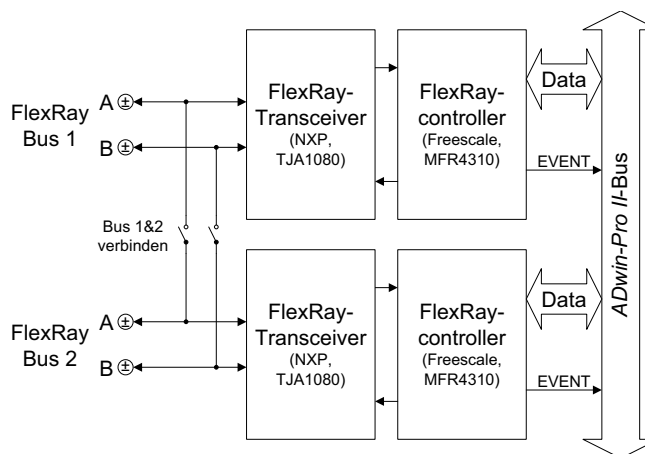 FlexRay
Bus 1
A
B
FlexRay-
Transceiver
(NXP,
TJA1080)
FlexRay-
controller
(Freescale,
MFR4310)
Data
EVENT
Bus 1&2
verbinden
FlexRay
Bus 2
A
B
FlexRay-
Transceiver
(NXP,
TJA1080)
FlexRay-
controller
(Freescale,
MFR4310)
Data
EVENT
ADwin-Pro II-Bus